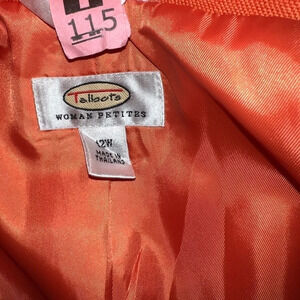 115
Talbots
WOMAN PETITES
12W
MADE IN
THAILAND